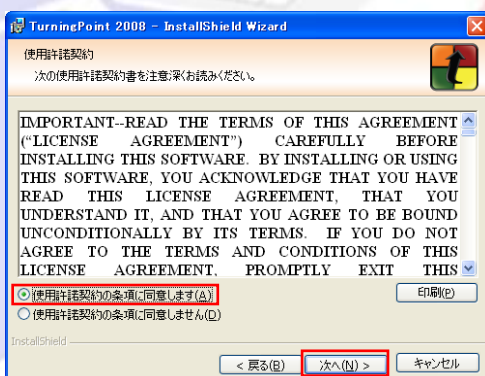 TurningPoint 2008 - InstallShield Wizard
使用許諾契約
次の使用許諾契約書を注意深くお読みください。
IMPORTANT--READ THE TERMS OF THIS AGREEMENT
(“LICENSE AGREEMENT”) CAREFULLY BEFORE
INSTALLING THIS SOFTWARE. BY INSTALLING OR USING
THIS SOFTWARE, YOU ACKNOWLEDGE THAT YOU HAVE
READ THIS LICENSE AGREEMENT, THAT YOU
UNDERSTAND IT, AND THAT YOU AGREE TO BE BOUND
UNCONDITIONALLY BY ITS TERMS. IF YOU DO NOT
AGREE TO THE TERMS AND CONDITIONS OF THIS
LICENSE AGREEMENT, PROMPTLY EXIT THIS
使用許諾契約の条項に同意します(A)
印刷(P)
使用許諾契約の条項に同意しません(D)
InstallShield
< 戻る(B)
次へ(N) >
キャンセル